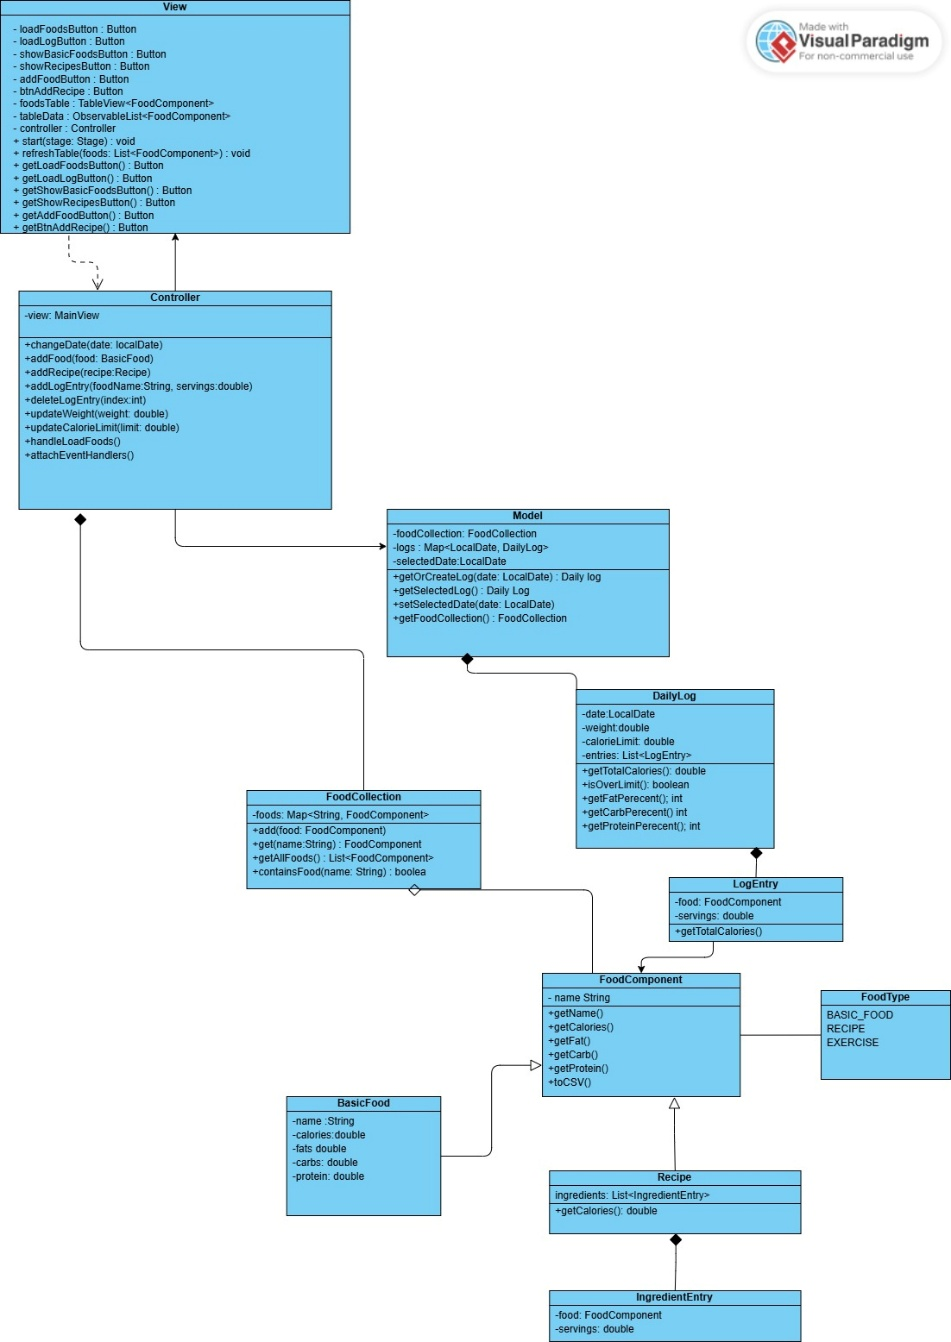 View
- loadFoodsButton : Button
- loadLogButton : Button
- showBasicFoodsButton : Button
- showRecipesButton : Button
- addFoodButton : Button
- btnAddRecipe : Button
- foodsTable : TableView<FoodComponent>
- tableData : ObservableList<FoodComponent>
- controller : Controller
+ start(stage: Stage) : void
+ refreshTable(foods: List<FoodComponent>) : void
+ getLoadFoodsButton() : Button
+ getLoadLogButton() : Button
+ getShowBasicFoodsButton() : Button
+ getShowRecipesButton() : Button
+ getAddFoodButton() : Button
+ getBtnAddRecipe() : Button
Made with
VisualParadigm
For non-commercial use
Controller
-view: MainView
+changeDate(date: localDate)
+addFood(food: BasicFood)
+addRecipe(recipe:Recipe)
+addLogEntry(foodName:String, servings:double)
+deleteLogEntry(index:int)
+updateWeight(weight: double)
+updateCalorieLimit(limit: double)
+handleLoadFoods()
+attachEventHandlers()
Model
-foodCollection: FoodCollection
-logs : Map<LocalDate, DailyLog>
-selectedDate:LocalDate
+getOrCreateLog(date: LocalDate) : Daily log
+getSelectedLog() : Daily Log
+setSelectedDate(date: LocalDate)
+getFoodCollection() : FoodCollection
DailyLog
-date:LocalDate
-weight:double
-calorieLimit: double
-entries: List<LogEntry>
+getTotalCalories(): double
+isOverLimit(): boolean
+getFatPerecent(); int
+getCarbPerecent() int
+getProteinPerecent(); int
FoodCollection
-foods: Map<String, FoodComponent>
+add(food: FoodComponent)
+get(name:String) : FoodComponent
+getAllFoods() : List<FoodComponent>
+containsFood(name: String) : boolea
LogEntry
-food: FoodComponent
-servings: double
+getTotalCalories()
FoodComponent
- name String
+getName()
+getCalories()
+getFat()
+getCarb()
+getProtein()
+toCSV()
FoodType
BASIC_FOOD
RECIPE
EXERCISE
BasicFood
-name :String
-calories:double
-fats double
-carbs: double
-protein: double
Recipe
ingredients: List<IngredientEntry>
+getCalories(): double
IngredientEntry
-food: FoodComponent
-servings: double